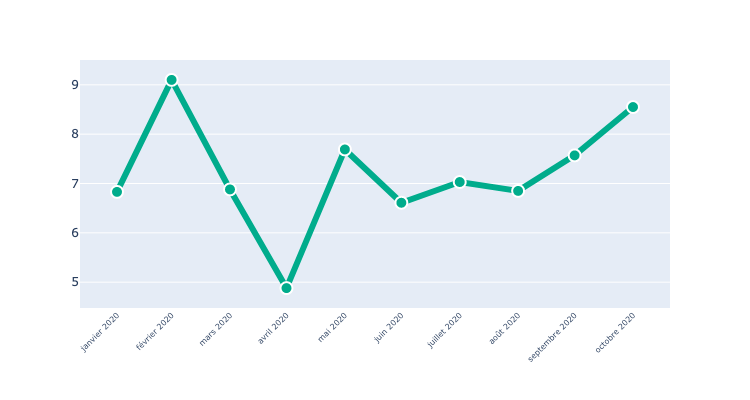 9
8
7
6
5
janvier 2020
février 2020
mars 2020
avril 2020
mai 2020
juin 2020
juillet 2020
août 2020
septembre 2020
octobre 2020